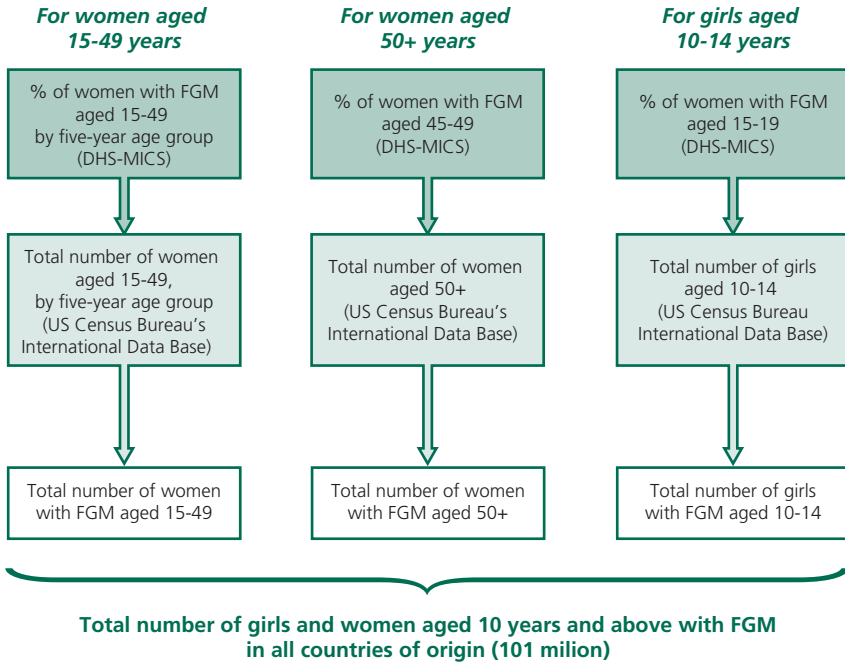 For women aged
15-49 years
% of women with FGM
aged 15-49
by five-year age group
(DHS-MICS)
Total number of women
aged 15-49,
by five-year age group
(US Census Bureau's
International Data Base)
Total number of women
with FGM aged 15-49
For women aged
50+ years
% of women with FGM
aged 45-49
(DHS-MICS)
Total number of women
aged 50+
(US Census Bureau's
International Data Base)
Total number of women
with FGM aged 50+
For girls aged
10-14 years
% of women with FGM
aged 15-19
(DHS-MICS)
Total number of girls
aged 10-14
(US Census Bureau
International Data Base)
Total number of girls
with FGM aged 10-14
Total number of girls and women aged 10 years and above with FGM
in all countries of origin (101 milion)